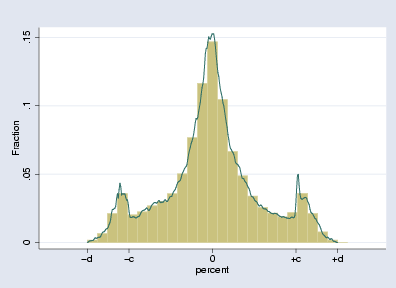 .15
.1
.05
0
Fraction
−d
−c
0
+c
+d
percent